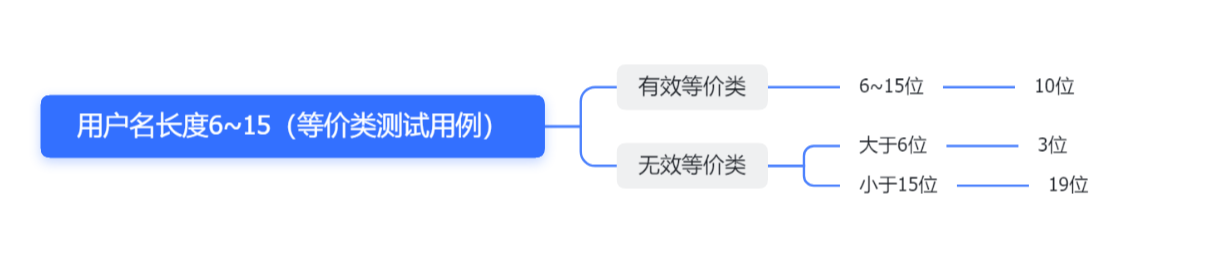 用户名长度6~15（等价类测试用例）
有效等价类
6~15位
10位
无效等价类
大于6位
3位
小于15位
19位